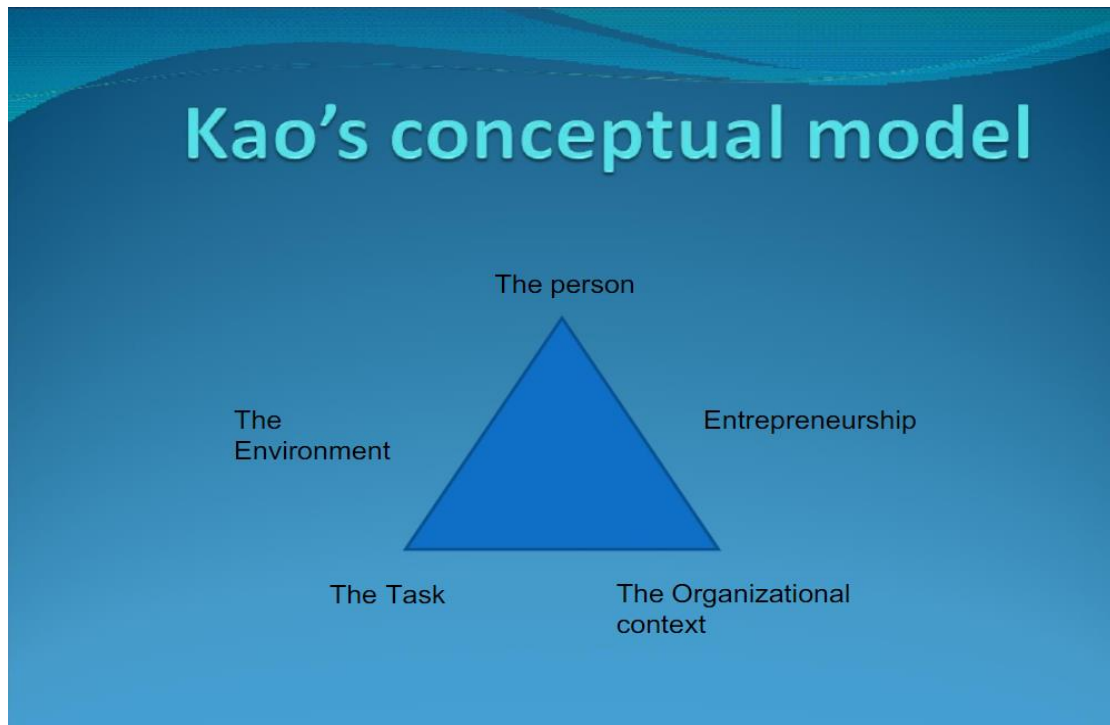 Kao’s conceptual model
The person
The
Environment
Entrepreneurship
The Task
The Organizational
context